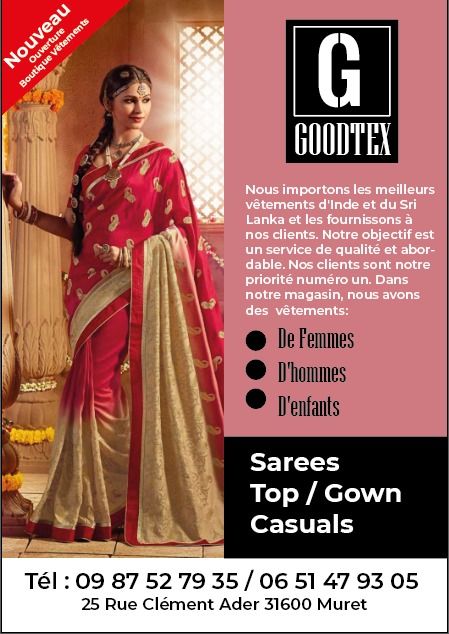 Nouveau
Ouverture
Boutique Vêtements
G
GOODTEX
Nous importons les meilleurs
vêtements d'Inde et du Sri
Lanka et les fournissons à
nos clients. Notre objectif est
un service de qualité et abor-
dable. Nos clients sont notre
priorité numéro un. Dans
notre magasin, nous avons
des vêtements:
De Femmes
D'hommes
D'enfants
Sarees
Top / Gown
Casuals
Tél : 09 87 52 79 35 / 06 51 47 93 05
25 Rue Clément Ader 31600 Muret